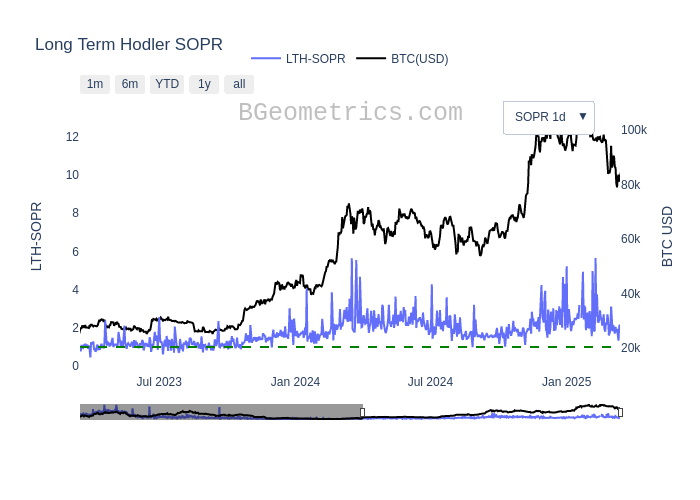 Long Term Hodler SOPR
LTH-SOPR BTC(USD)
1m 6m YTD 1y all
BGeometrics.com
SOPR 1d ▼
12
10
8
6
4
2
0
LTH-SOPR
100k
80k
60k
40k
20k
BTC USD
Jul 2023 Jan 2024 Jul 2024 Jan 2025